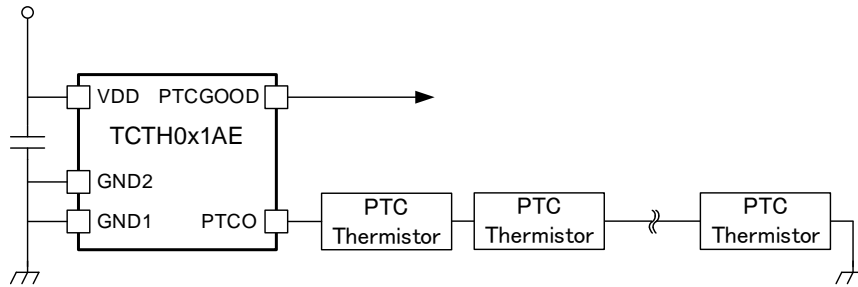 VDD PTCGOOD
TCTH0x1AE
GND2
GND1 PTCO
PTC PTC PTC
Thermistor Thermistor Thermistor